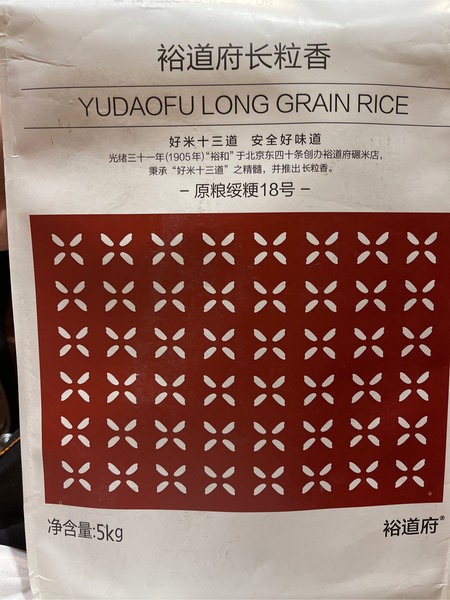 裕道府长粒香
YUDAOFU LONG GRAIN RICE
好米十三道 安全好味道
光绪三十一年(1905年)“裕和”于北京东四十条创办裕道府碾米店，
秉承“好米十三道”之精髓，并推出长粒香。
- 原粮绥粳18号 -
净含量:5kg
裕道府®